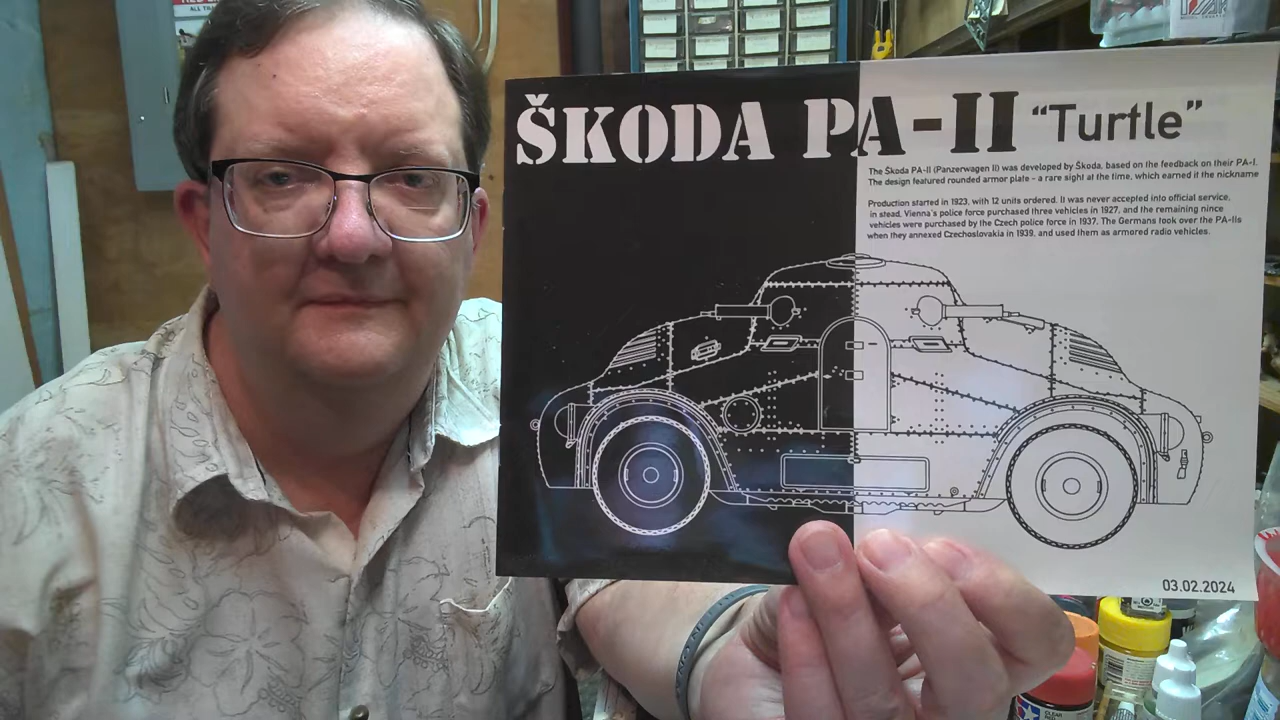 ŠKODA PA-II "Turtle"
The Škoda PA-II (Panzerwagen II) was developed by Škoda, based on the feedback on their PA-I.
The design featured rounded armor plate - a rare sight at the time, which earned it the nickname
Production started in 1923, with 12 units ordered. It was never accepted into official service,
in stead, Vienna's police force purchased three vehicles in 1927, and the remaining nince
vehicles were purchased by the Czech police force in 1937. The Germans took over the PA-IIs
when they annexed Czechoslovakia in 1939, and used them as armored radio vehicles.
03.02.2024
CLEAR